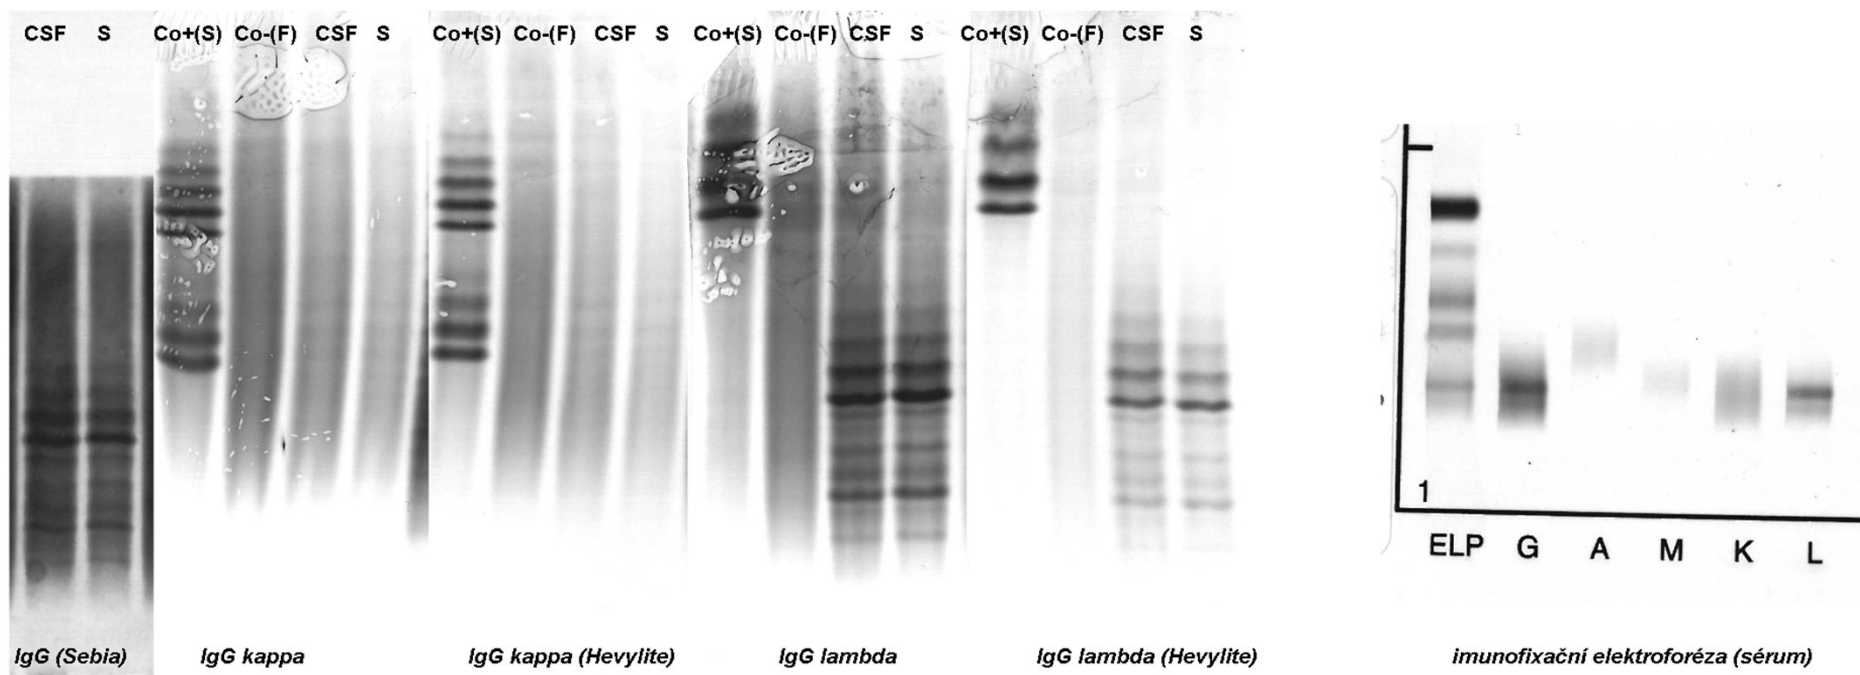 CSF S Co+(S) Co-(F) CSF S Co+(S) Co-(F) CSF S Co+(S) Co-(F) CSF S Co+(S) Co-(F) CSF S
1
ELP G A M K L
IgG (Sebia) IgG kappa IgG kappa (Hevylite) IgG lambda IgG lambda (Hevylite) imunofixační elektroforéza (sérum)